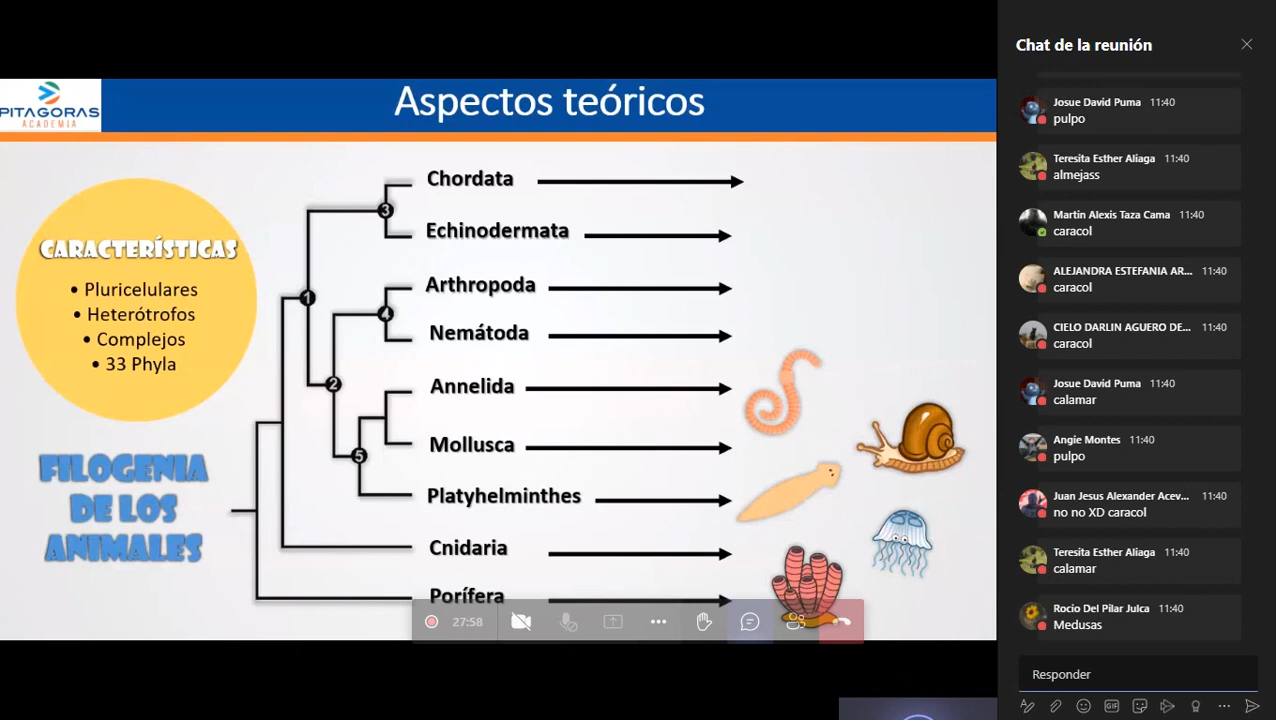 PITAGORAS
ACADEMIA
Aspectos teóricos
CARACTERÍSTICAS
• Pluricelulares
• Heterótrofos
• Complejos
• 33 Phyla
FILOGENIA
DE LOS
ANIMALES
Chordata
3
Echinodermata
Arthropoda
1
4
Nemátoda
2
Annelida
Mollusca
5
Platyhelminthes
Cnidaria
Porífera
27:58
Chat de la reunión
Josue David Puma 11:40
pulpo
Teresita Esther Aliaga 11:40
almejass
Martín Alexis Taza Cama 11:40
caracol
ALEJANDRA ESTEFANIA AR... 11:40
caracol
CIELO DARLIN AGUERO DE... 11:40
caracol
Josue David Puma 11:40
calamar
Angie Montes 11:40
pulpo
Juan Jesus Alexander Acev... 11:40
no no XD caracol
Teresita Esther Aliaga 11:40
calamar
Rocio Del Pilar Julca 11:40
Medusas
Responder
GIF